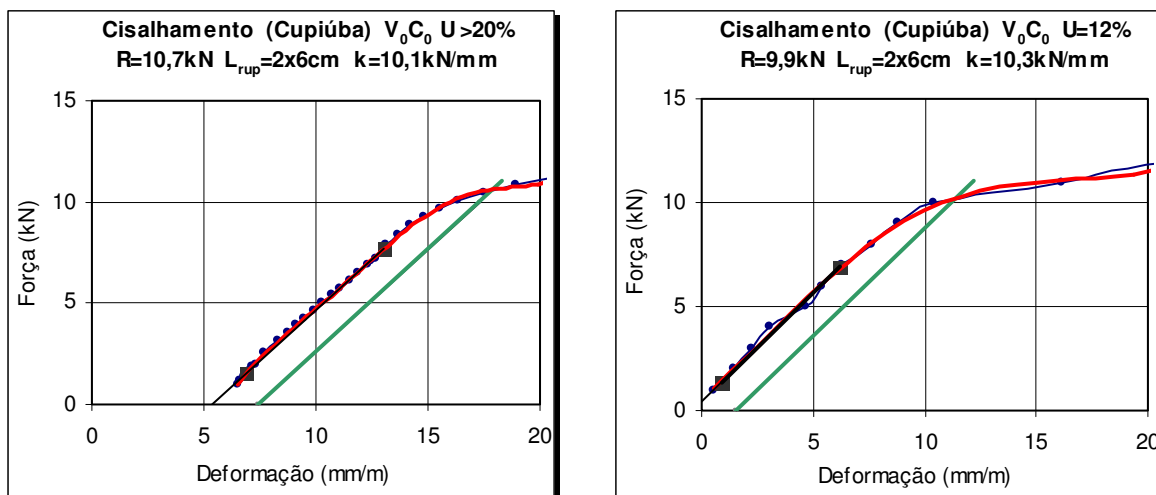 Cisalhamento (Cupiúba) V₀C₀ U >20%
R=10,7kN L_rup=2x6cm k=10,1kN/mm
15
10
5
0
Força (kN)
0 5 10 15 20
Deformação (mm/m)
Cisalhamento (Cupiúba) V₀C₀ U=12%
R=9,9kN L_rup=2x6cm k=10,3kN/mm
15
10
5
0
Força (kN)
0 5 10 15 20
Deformação (mm/m)